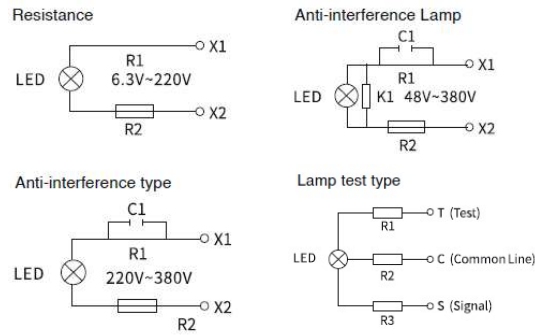 Resistance
X1
R1
LED
6.3V~220V
X2
R2
Anti-interference Lamp
C1
X1
R1
LED
K1 48V~380V
X2
R2
Anti-interference type
C1
X1
R1
LED
220V~380V
X2
R2
Lamp test type
T (Test)
R1
LED
C (Common Line)
R2
S (Signal)
R3